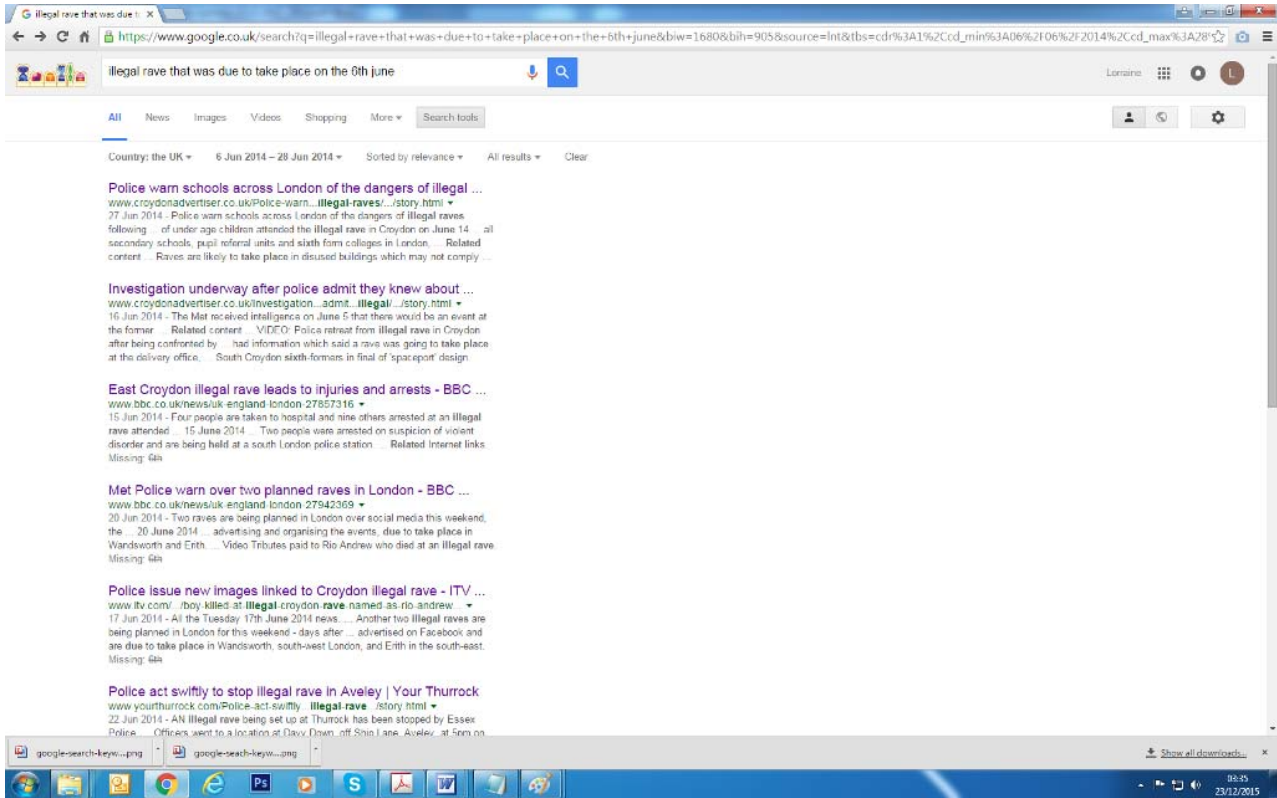 illegal rave that was due t
https://www.google.co.uk/search?q=illegal+rave+that+was+due+to+take+place+on+the+6th+june&biw=1680&bih=905&source=lnt&tbs=cdr%3A1%2Ccd_min%3A06%2F06%2F2014%2Ccd_max%3A28
illegal rave that was due to take place on the 6th june
Lorraine
L
All News Images Videos Shopping More Search tools
Country: the UK 6 Jun 2014 – 28 Jun 2014 Sorted by relevance All results Clear
Police warn schools across London of the dangers of illegal ...
www.croydonadvertiser.co.uk/Police-warn...illegal-raves/.../story.html
27 Jun 2014 - Police warn schools across London of the dangers of illegal raves
following ... of under age children attended the illegal rave in Croydon on June 14 ... all
secondary schools, pupil referral units and sixth form colleges in London, ... Related
content ... Raves are likely to take place in disused buildings which may not comply ...
Investigation underway after police admit they knew about ...
www.croydonadvertiser.co.uk/Investigation...admit...illegal/.../story.html
16 Jun 2014 - The Met received intelligence on June 5 that there would be an event at
the former ... Related content ... VIDEO: Police retreat from illegal rave in Croydon
after being confronted by ... had information which said a rave was going to take place
at the delivery office, ... South Croydon sixth-formers in final of 'spaceport' design
East Croydon illegal rave leads to injuries and arrests - BBC ...
www.bbc.co.uk/news/uk-england-london-27857316
15 Jun 2014 - Four people are taken to hospital and nine others arrested at an illegal
rave attended ... 15 June 2014 ... Two people were arrested on suspicion of violent
disorder and are being held at a south London police station ... Related Internet links.
Missing: 6th
Met Police warn over two planned raves in London - BBC ...
www.bbc.co.uk/news/uk-england-london-27942369
20 Jun 2014 - Two raves are being planned in London over social media this weekend,
the ... 20 June 2014 ... advertising and organising the events, due to take place in
Wandsworth and Erith. ... Video Tributes paid to Rio Andrew who died at an illegal rave.
Missing: 6th
Police issue new images linked to Croydon illegal rave - ITV ...
www.itv.com/.../boy-killed-at-illegal-croydon-rave-named-as-rio-andrew...
17 Jun 2014 - All the Tuesday 17th June 2014 news. ... Another two illegal raves are
being planned in London for this weekend - days after ... advertised on Facebook and
are due to take place in Wandsworth, south-west London, and Erith in the south-east.
Missing: 6th
Police act swiftly to stop illegal rave in Aveley | Your Thurrock
www.yourthurrock.com/Police-act-swiftly...illegal-rave.../story.html
22 Jun 2014 - AN illegal rave being set up at Thurrock has been stopped by Essex
Police. ... Officers went to a location at Davy Down, off Ship Lane, Aveley, at 5pm on
google-search-keyw....png google-seach-keyw....png Show all downloads...
Ps S W
03:35
23/12/2015